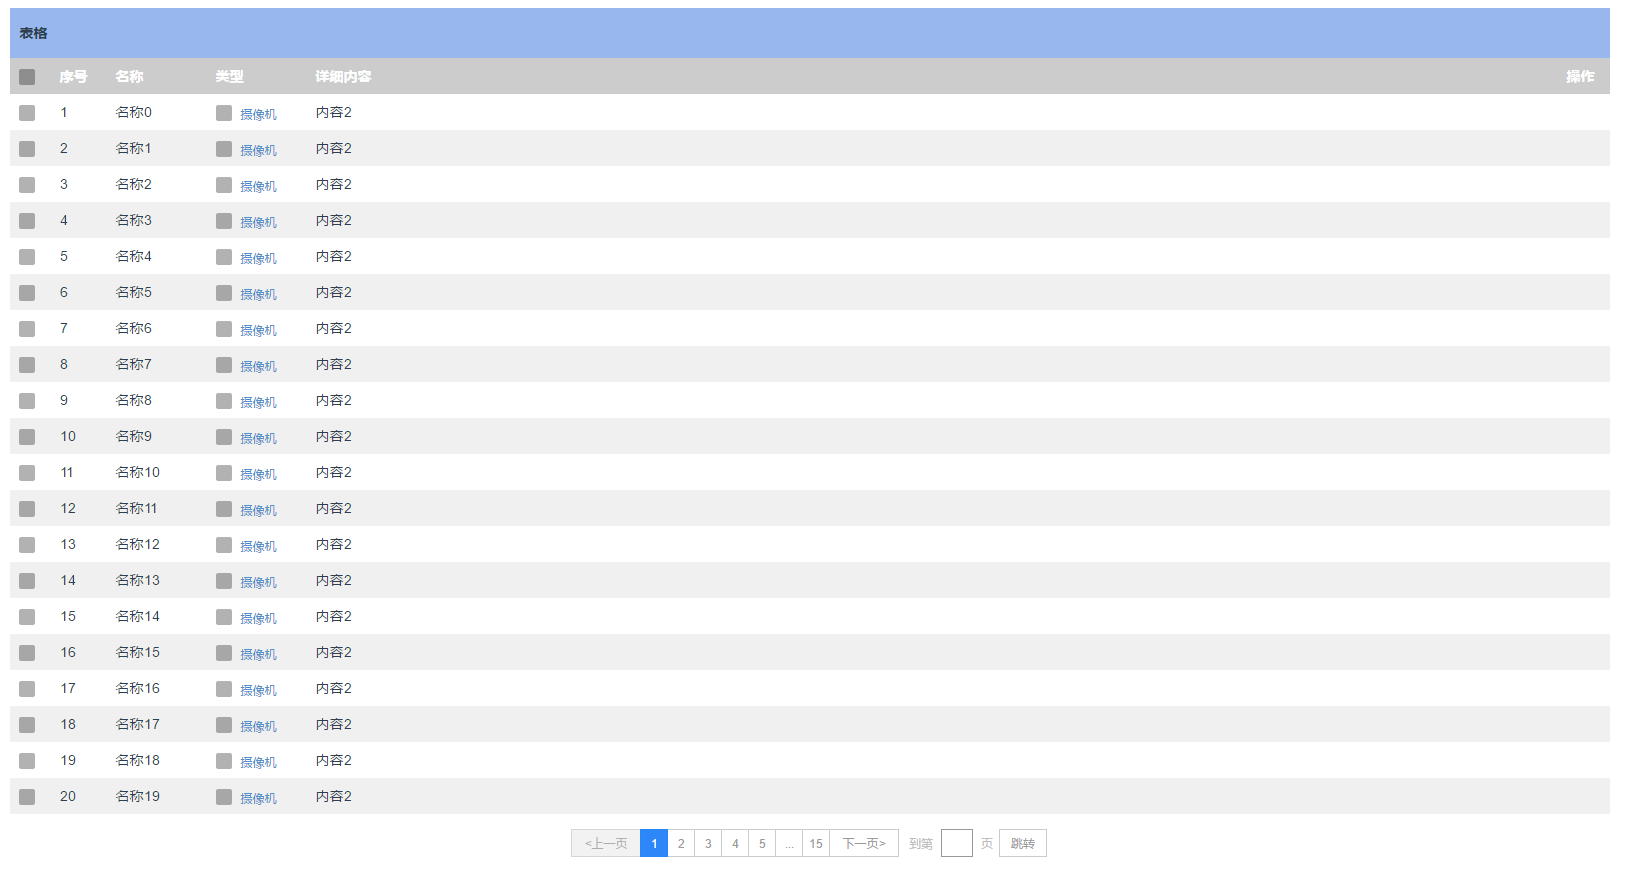 表格
序号 名称 类型 详细内容 操作
1 名称0 摄像机 内容2
2 名称1 摄像机 内容2
3 名称2 摄像机 内容2
4 名称3 摄像机 内容2
5 名称4 摄像机 内容2
6 名称5 摄像机 内容2
7 名称6 摄像机 内容2
8 名称7 摄像机 内容2
9 名称8 摄像机 内容2
10 名称9 摄像机 内容2
11 名称10 摄像机 内容2
12 名称11 摄像机 内容2
13 名称12 摄像机 内容2
14 名称13 摄像机 内容2
15 名称14 摄像机 内容2
16 名称15 摄像机 内容2
17 名称16 摄像机 内容2
18 名称17 摄像机 内容2
19 名称18 摄像机 内容2
20 名称19 摄像机 内容2
<上一页 1 2 3 4 5 ... 15 下一页> 到第 页 跳转